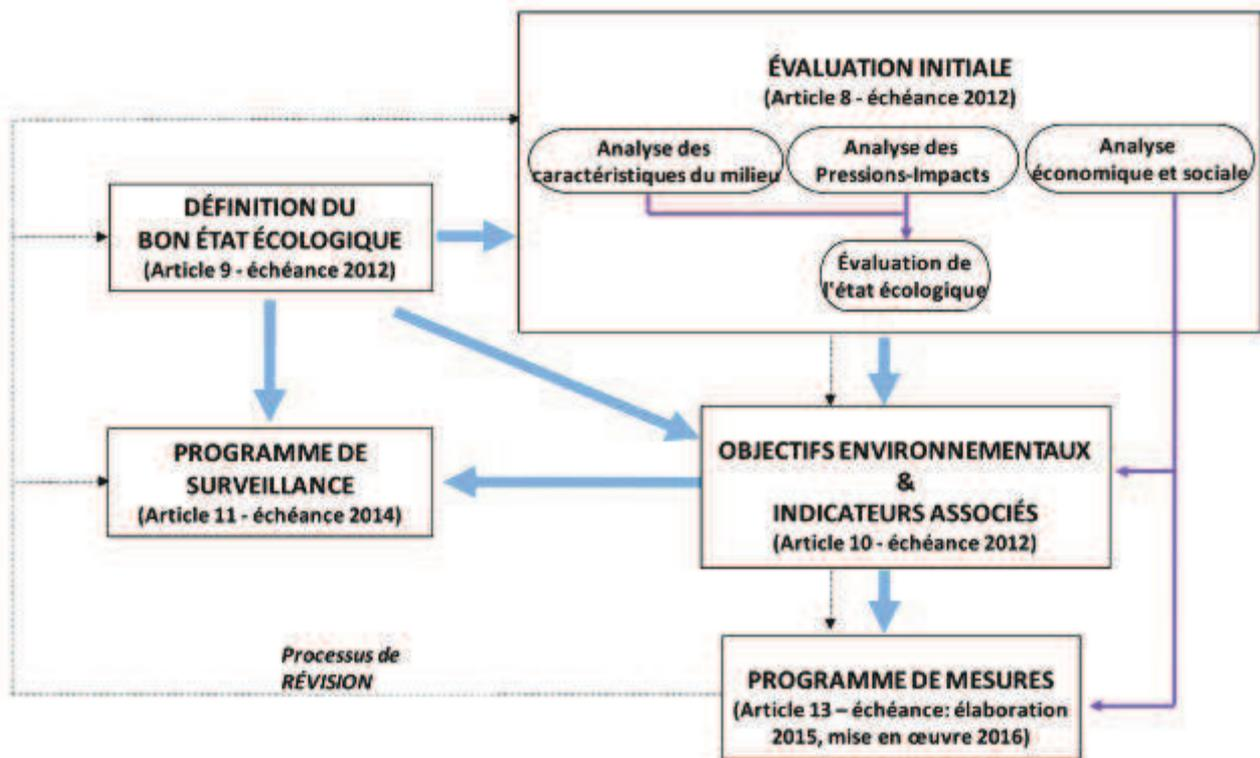 ÉVALUATION INITIALE
(Article 8 - échéance 2012)
Analyse des
caractéristiques du milieu
Analyse des
Pressions-Impacts
Analyse
économique et sociale
Évaluation de
l'état écologique
DÉFINITION DU
BON ÉTAT ÉCOLOGIQUE
(Article 9 - échéance 2012)
PROGRAMME DE
SURVEILLANCE
(Article 11 - échéance 2014)
OBJECTIFS ENVIRONNEMENTAUX
&
INDICATEURS ASSOCIÉS
(Article 10 - échéance 2012)
Processus de
RÉVISION
PROGRAMME DE MESURES
(Article 13 – échéance: élaboration
2015, mise en œuvre 2016)